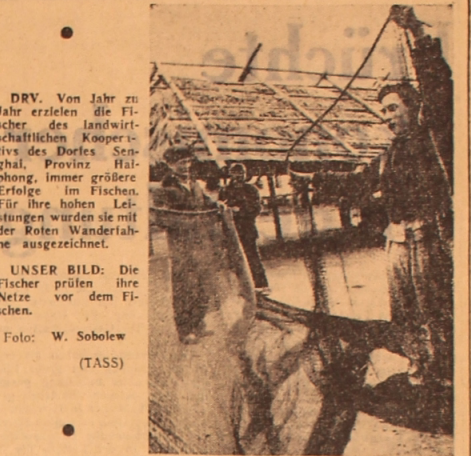 DRV. Von Jahr zu
Jahr erzielen die Fi-
scher des landwirt-
schaftlichen Kooperi-
tivs des Dorfes Sen-
ghai, Provinz Hai-
phong, immer größere
Erfolge im Fischen.
Für ihre hohen Lei-
stungen wurden sie mit
der Roten Wanderfah-
ne ausgezeichnet.
UNSER BILD: Die
Fischer prüfen ihre
Netze vor dem Fi-
schen.
Foto: W. Sobolew
(TASS)